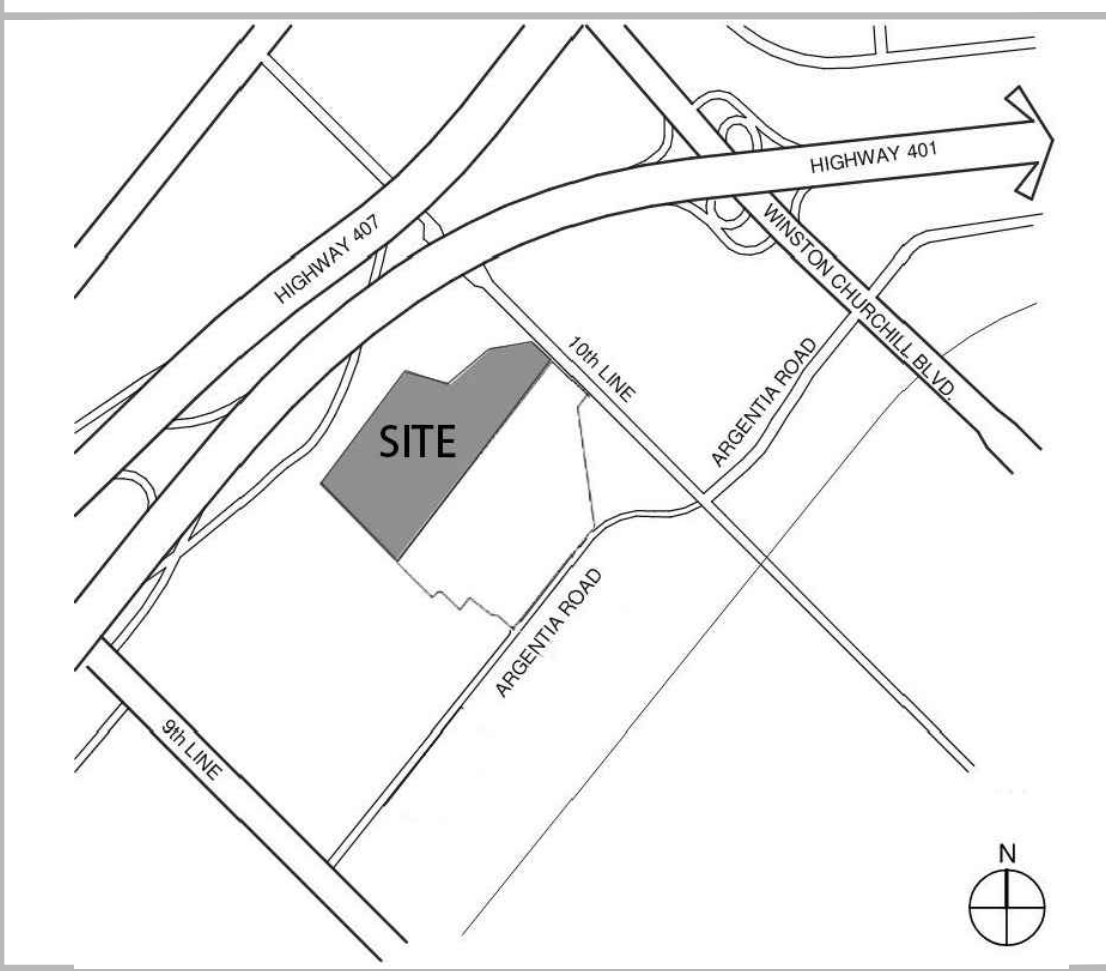 HIGHWAY 401
HIGHWAY 407
WINSTON CHURCHILL BLVD.
10th LINE
ARGENTIA ROAD
SITE
ARGENTIA ROAD
9th LINE
N